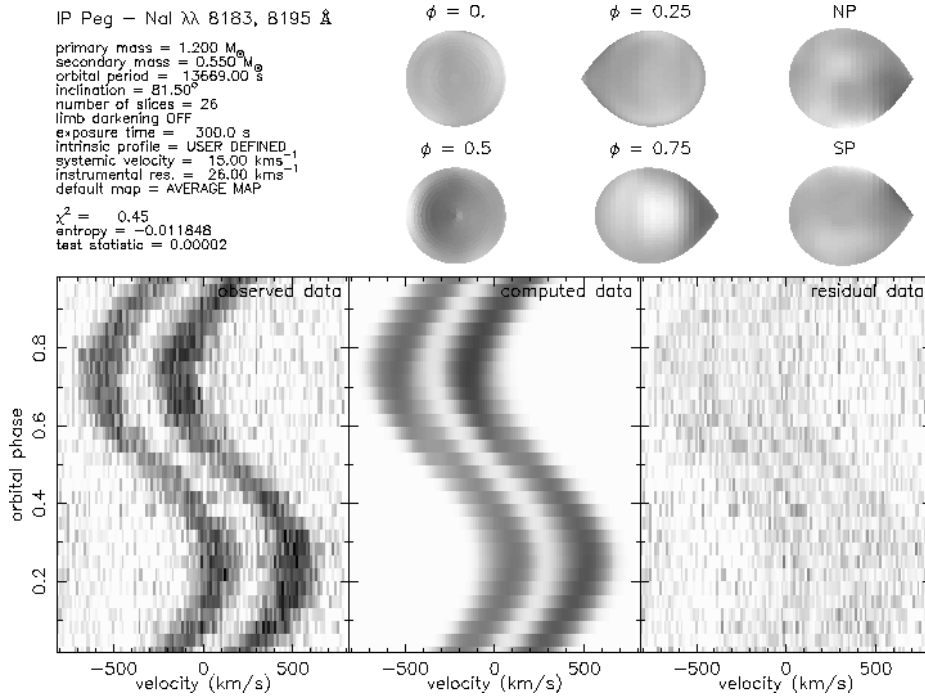 IP Peg – NaI λλ 8183, 8195 Å
primary mass = 1.200 M☉
secondary mass = 0.550 M☉
orbital period = 13669.00 s
inclination = 81.50°
number of slices = 26
limb darkening OFF
exposure time = 300.0 s
intrinsic profile = USER DEFINED
systemic velocity = 15.00 kms⁻¹
instrumental res. = 26.00 kms⁻¹
default map = AVERAGE MAP
χ² = 0.45
entropy = −0.011848
test statistic = 0.00002
ϕ = 0. ϕ = 0.25 NP
ϕ = 0.5 ϕ = 0.75 SP
observed data computed data residual data
orbital phase
0.8
0.6
0.4
0.2
−500 0 500 −500 0 500 −500 0 500
velocity (km/s) velocity (km/s) velocity (km/s)